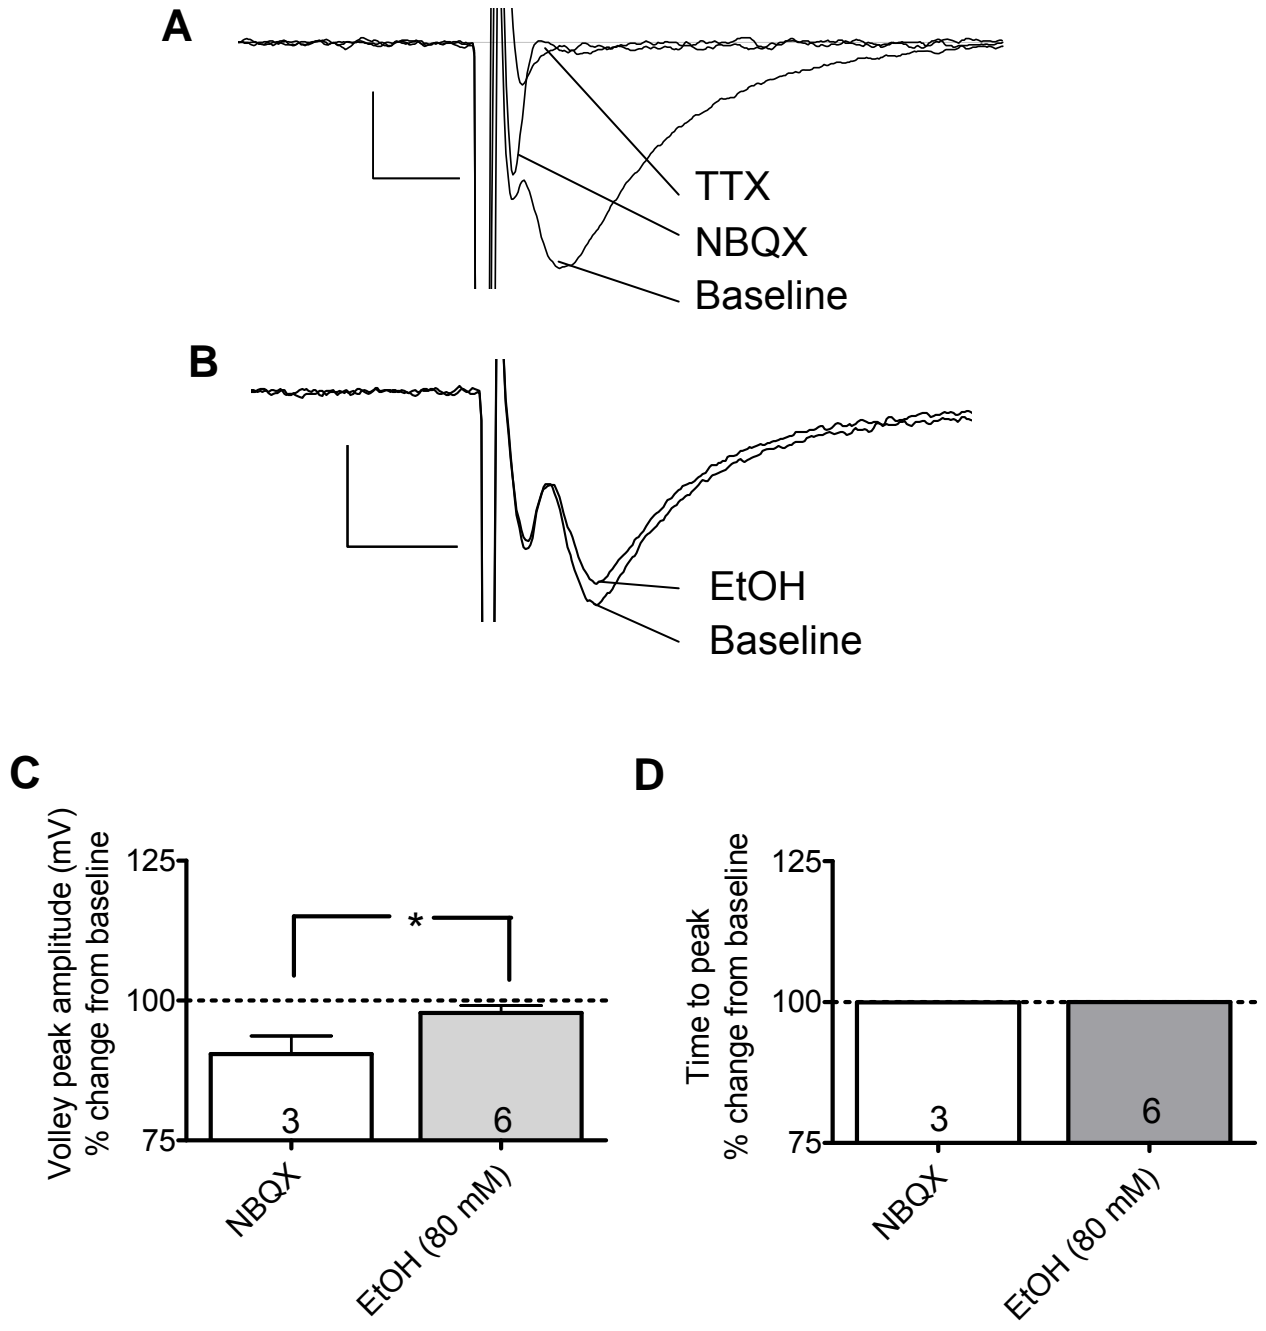 A
TTX
NBQX
Baseline
B
EtOH
Baseline
C
Volley peak amplitude (mV)
% change from baseline
125
100
75
*
3
6
NBQX
EtOH (80 mM)
D
Time to peak
% change from baseline
125
100
75
3
6
NBQX
EtOH (80 mM)